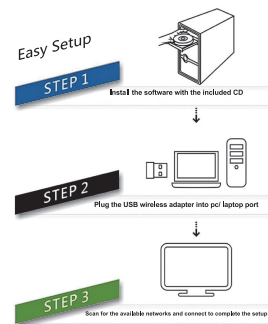 Easy Setup
STEP 1
Install the software with the included CD
STEP 2
Plug the USB wireless adapter into pc/ laptop port
STEP 3
Scan for the available networks and connect to complete the setup